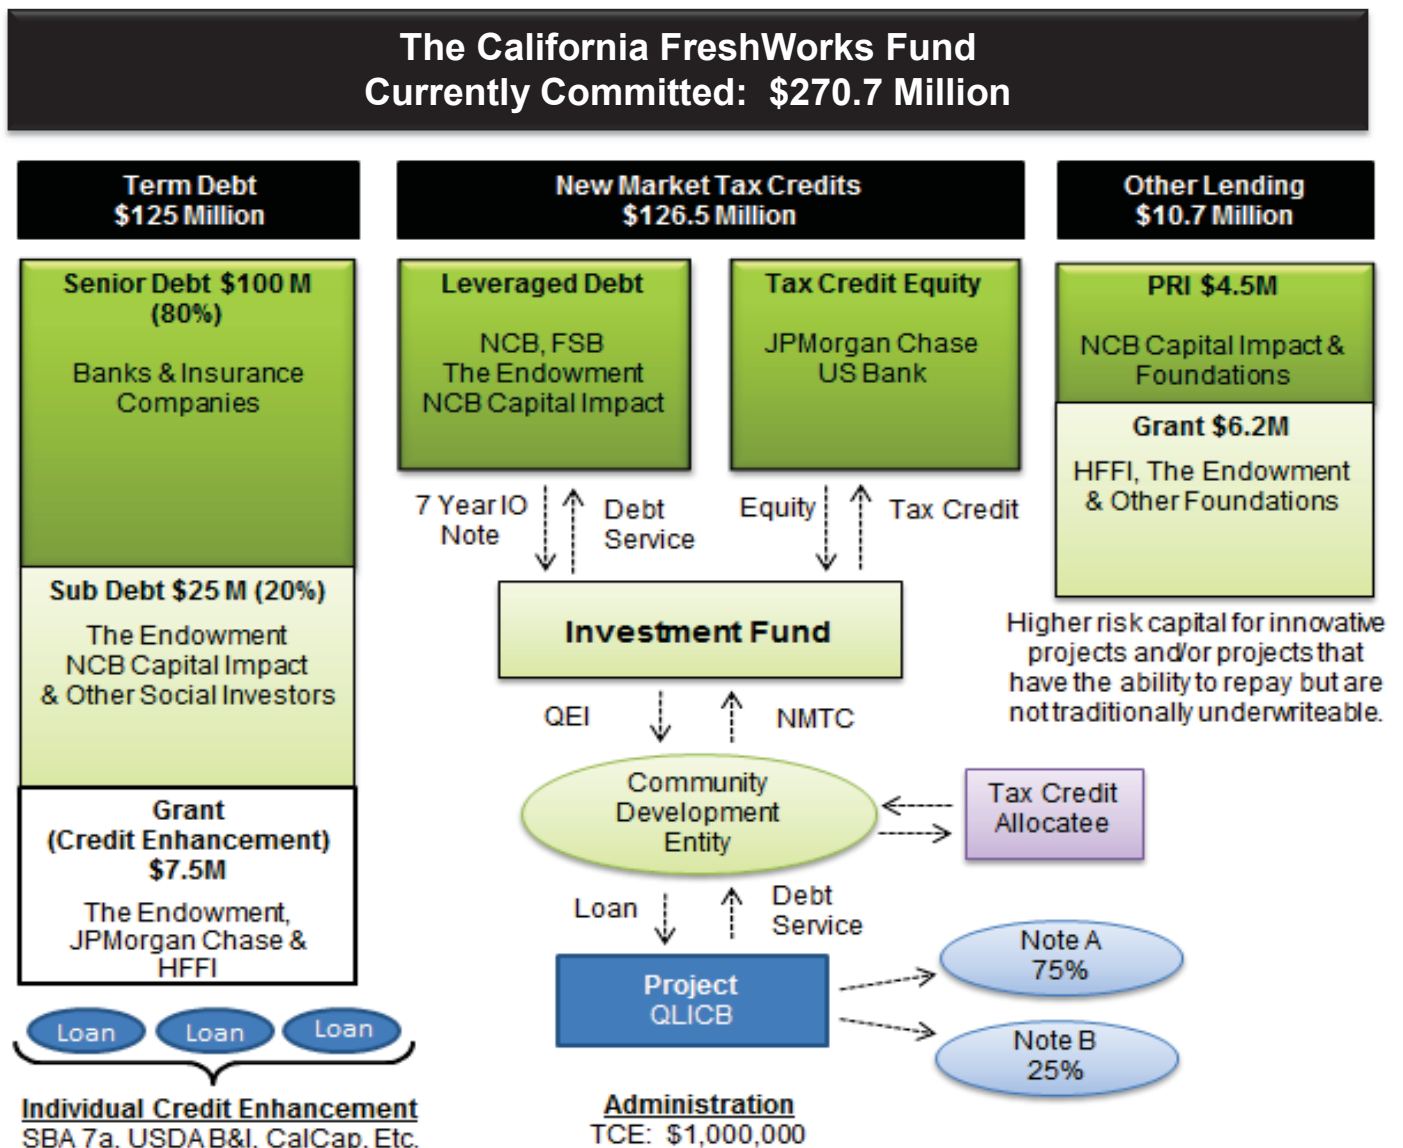 The California FreshWorks Fund
Currently Committed: $270.7 Million
Term Debt
$125 Million
New Market Tax Credits
$126.5 Million
Other Lending
$10.7 Million
Senior Debt $100 M
(80%)
Banks & Insurance
Companies
Sub Debt $25 M (20%)
The Endowment
NCB Capital Impact
& Other Social Investors
Grant
(Credit Enhancement)
$7.5M
The Endowment,
JPMorgan Chase &
HFFI
Loan
Loan
Loan
Individual Credit Enhancement
SBA 7a, USDA B&I, CalCap, Etc.
Leveraged Debt
NCB, FSB
The Endowment
NCB Capital Impact
Tax Credit Equity
JPMorgan Chase
US Bank
7 Year IO
Note
Debt
Service
Equity
Tax Credit
Investment Fund
QEI
NMTC
Community
Development
Entity
Tax Credit
Allocatee
Loan
Debt
Service
Project
QLICB
Note A
75%
Note B
25%
Administration
TCE: $1,000,000
PRI $4.5M
NCB Capital Impact &
Foundations
Grant $6.2M
HFFI, The Endowment
& Other Foundations
Higher risk capital for innovative
projects and/or projects that
have the ability to repay but are
not traditionally underwriteable.